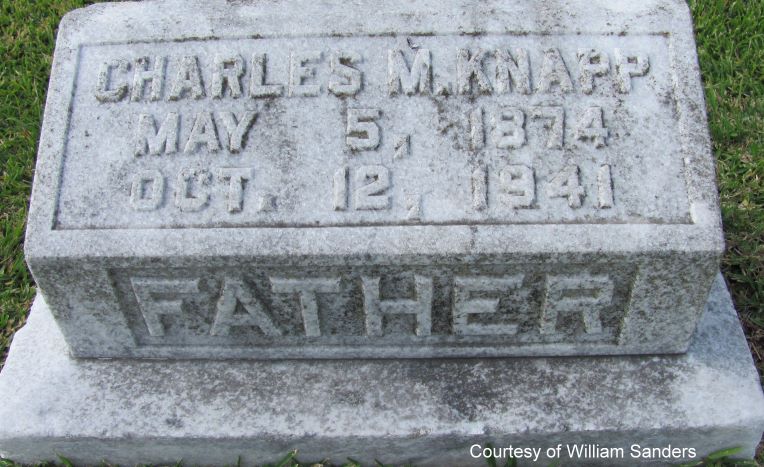 CHARLES M. KNAPP
MAY 5, 1874
OCT. 12, 1941
FATHER
Courtesy of William Sanders